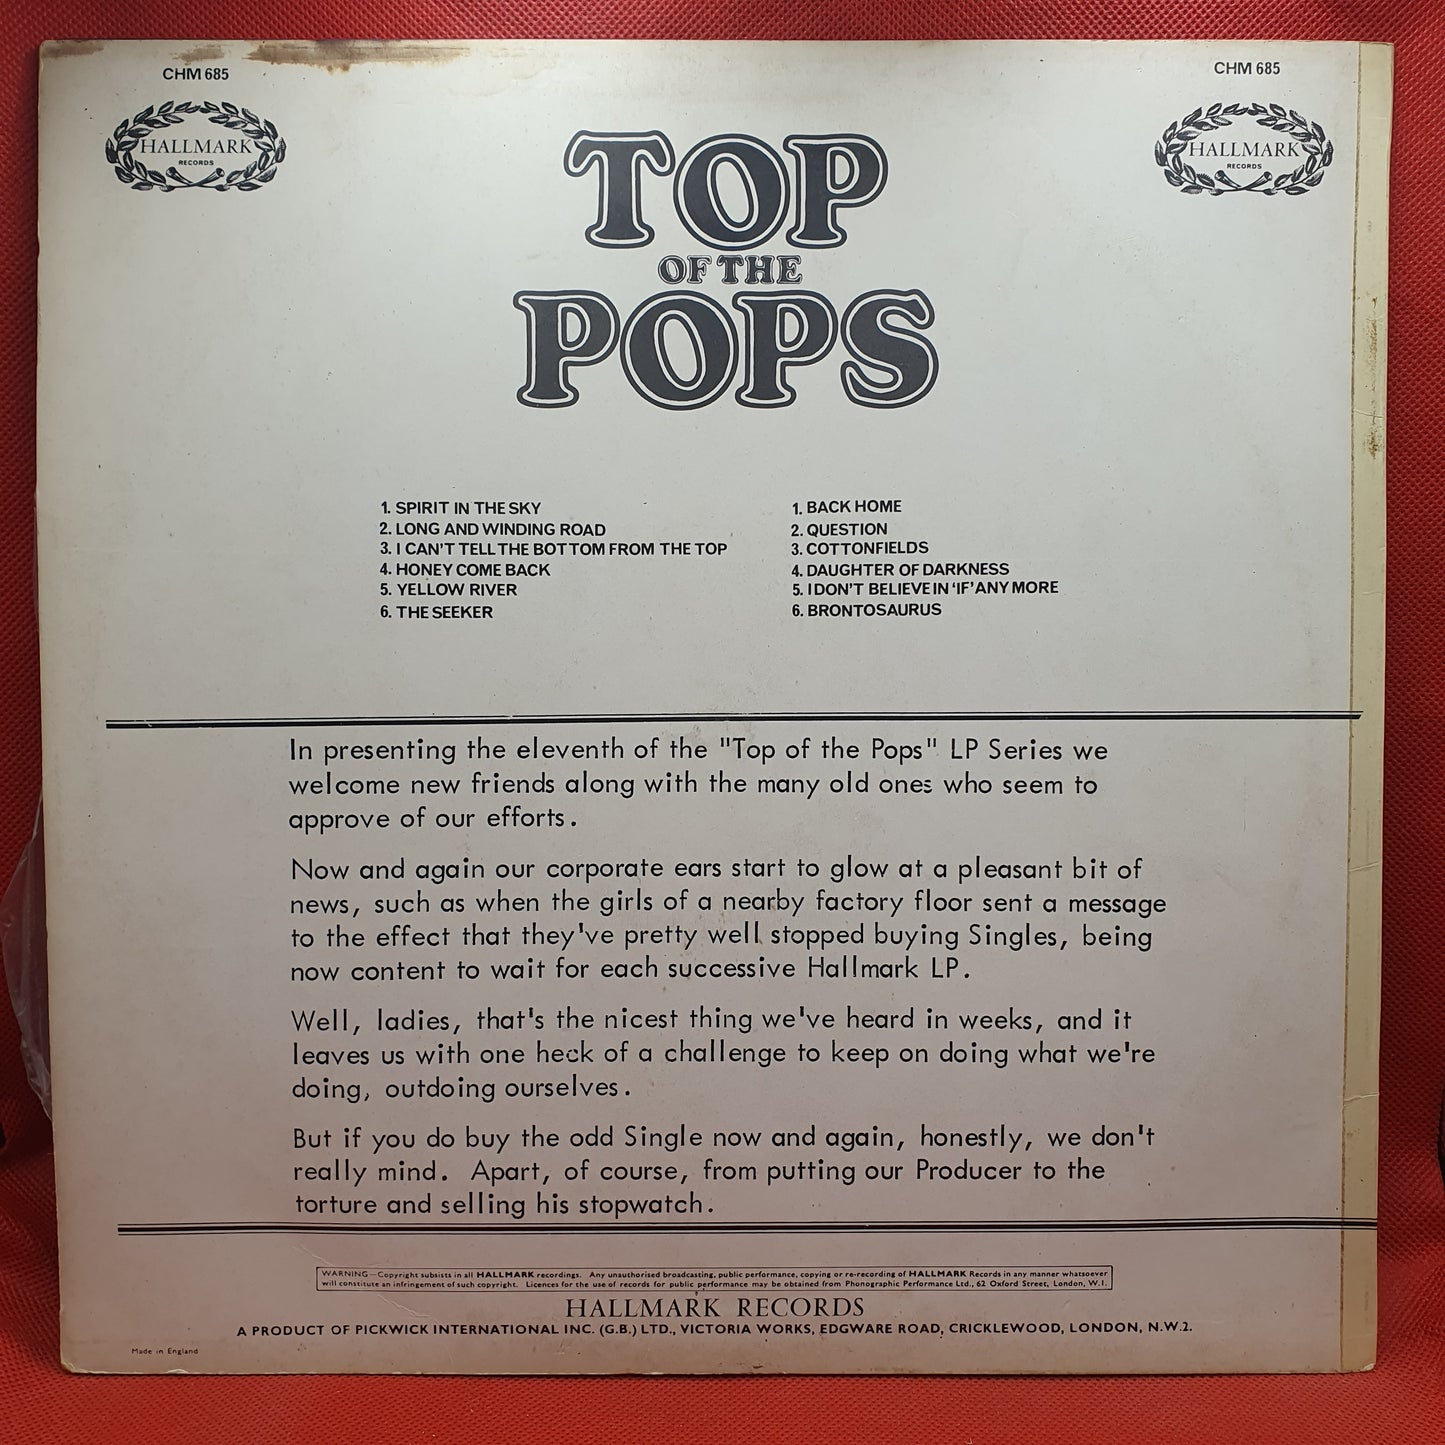 CHM 685
CHM 685
HALLMARK
RECORDS
HALLMARK
RECORDS
TOP
OF THE
POPS
1. SPIRIT IN THE SKY
2. LONG AND WINDING ROAD
3. I CAN'T TELL THE BOTTOM FROM THE TOP
4. HONEY COME BACK
5. YELLOW RIVER
6. THE SEEKER
1. BACK HOME
2. QUESTION
3. COTTONFIELDS
4. DAUGHTER OF DARKNESS
5. I DON'T BELIEVE IN 'IF' ANY MORE
6. BRONTOSAURUS
In presenting the eleventh of the "Top of the Pops" LP Series we
welcome new friends along with the many old ones who seem to
approve of our efforts.
Now and again our corporate ears start to glow at a pleasant bit of
news, such as when the girls of a nearby factory floor sent a message
to the effect that they've pretty well stopped buying Singles, being
now content to wait for each successive Hallmark LP.
Well, ladies, that's the nicest thing we've heard in weeks, and it
leaves us with one heck of a challenge to keep on doing what we're
doing, outdoing ourselves.
But if you do buy the odd Single now and again, honestly, we don't
really mind. Apart, of course, from putting our Producer to the
torture and selling his stopwatch.
WARNING—Copyright subsists in all HALLMARK recordings. Any unauthorised broadcasting, public performance, copying or re-recording of HALLMARK Records in any manner whatsoever
will constitute an infringement of such copyright. Licences for the use of records for public performance may be obtained from Phonographic Performance Ltd., 62 Oxford Street, London, W.1.
HALLMARK RECORDS
A PRODUCT OF PICKWICK INTERNATIONAL INC. (G.B.) LTD., VICTORIA WORKS, EDGWARE ROAD, CRICKLEWOOD, LONDON, N.W.2.
Made in England